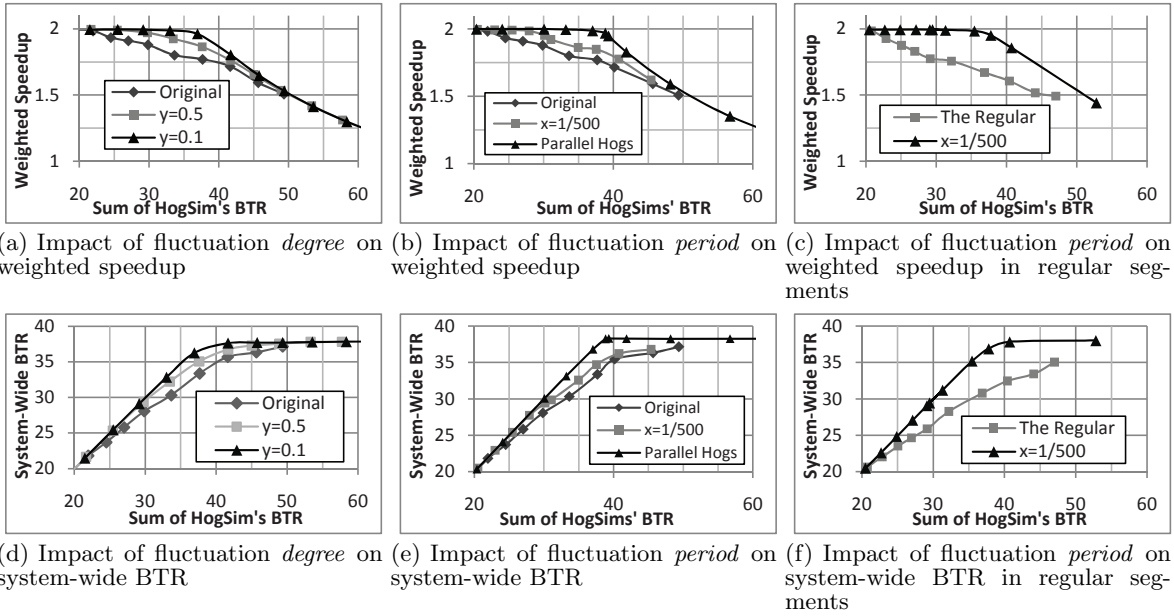 2
1.5
1
Weighted Speedup
Original
y=0.5
y=0.1
20 30 40 50 60
Sum of HogSim's BTR
(a) Impact of fluctuation degree on
weighted speedup
2
1.5
1
Weighted Speedup
Original
x=1/500
Parallel Hogs
20 30 40 50 60
Sum of HogSims' BTR
(b) Impact of fluctuation period on
weighted speedup
2
1.5
1
Weighted Speedup
The Regular
x=1/500
20 30 40 50 60
Sum of HogSim's BTR
(c) Impact of fluctuation period on
weighted speedup in regular seg-
ments
40
35
30
25
20
System-Wide BTR
Original
y=0.5
y=0.1
20 30 40 50 60
Sum of HogSim's BTR
(d) Impact of fluctuation degree on
system-wide BTR
40
35
30
25
20
System-Wide BTR
Original
x=1/500
Parallel Hogs
20 30 40 50 60
Sum of HogSims' BTR
(e) Impact of fluctuation period on
system-wide BTR
40
35
30
25
20
System-Wide BTR
The Regular
x=1/500
20 30 40 50 60
Sum of HogSim's BTR
(f) Impact of fluctuation period on
system-wide BTR in regular seg-
ments